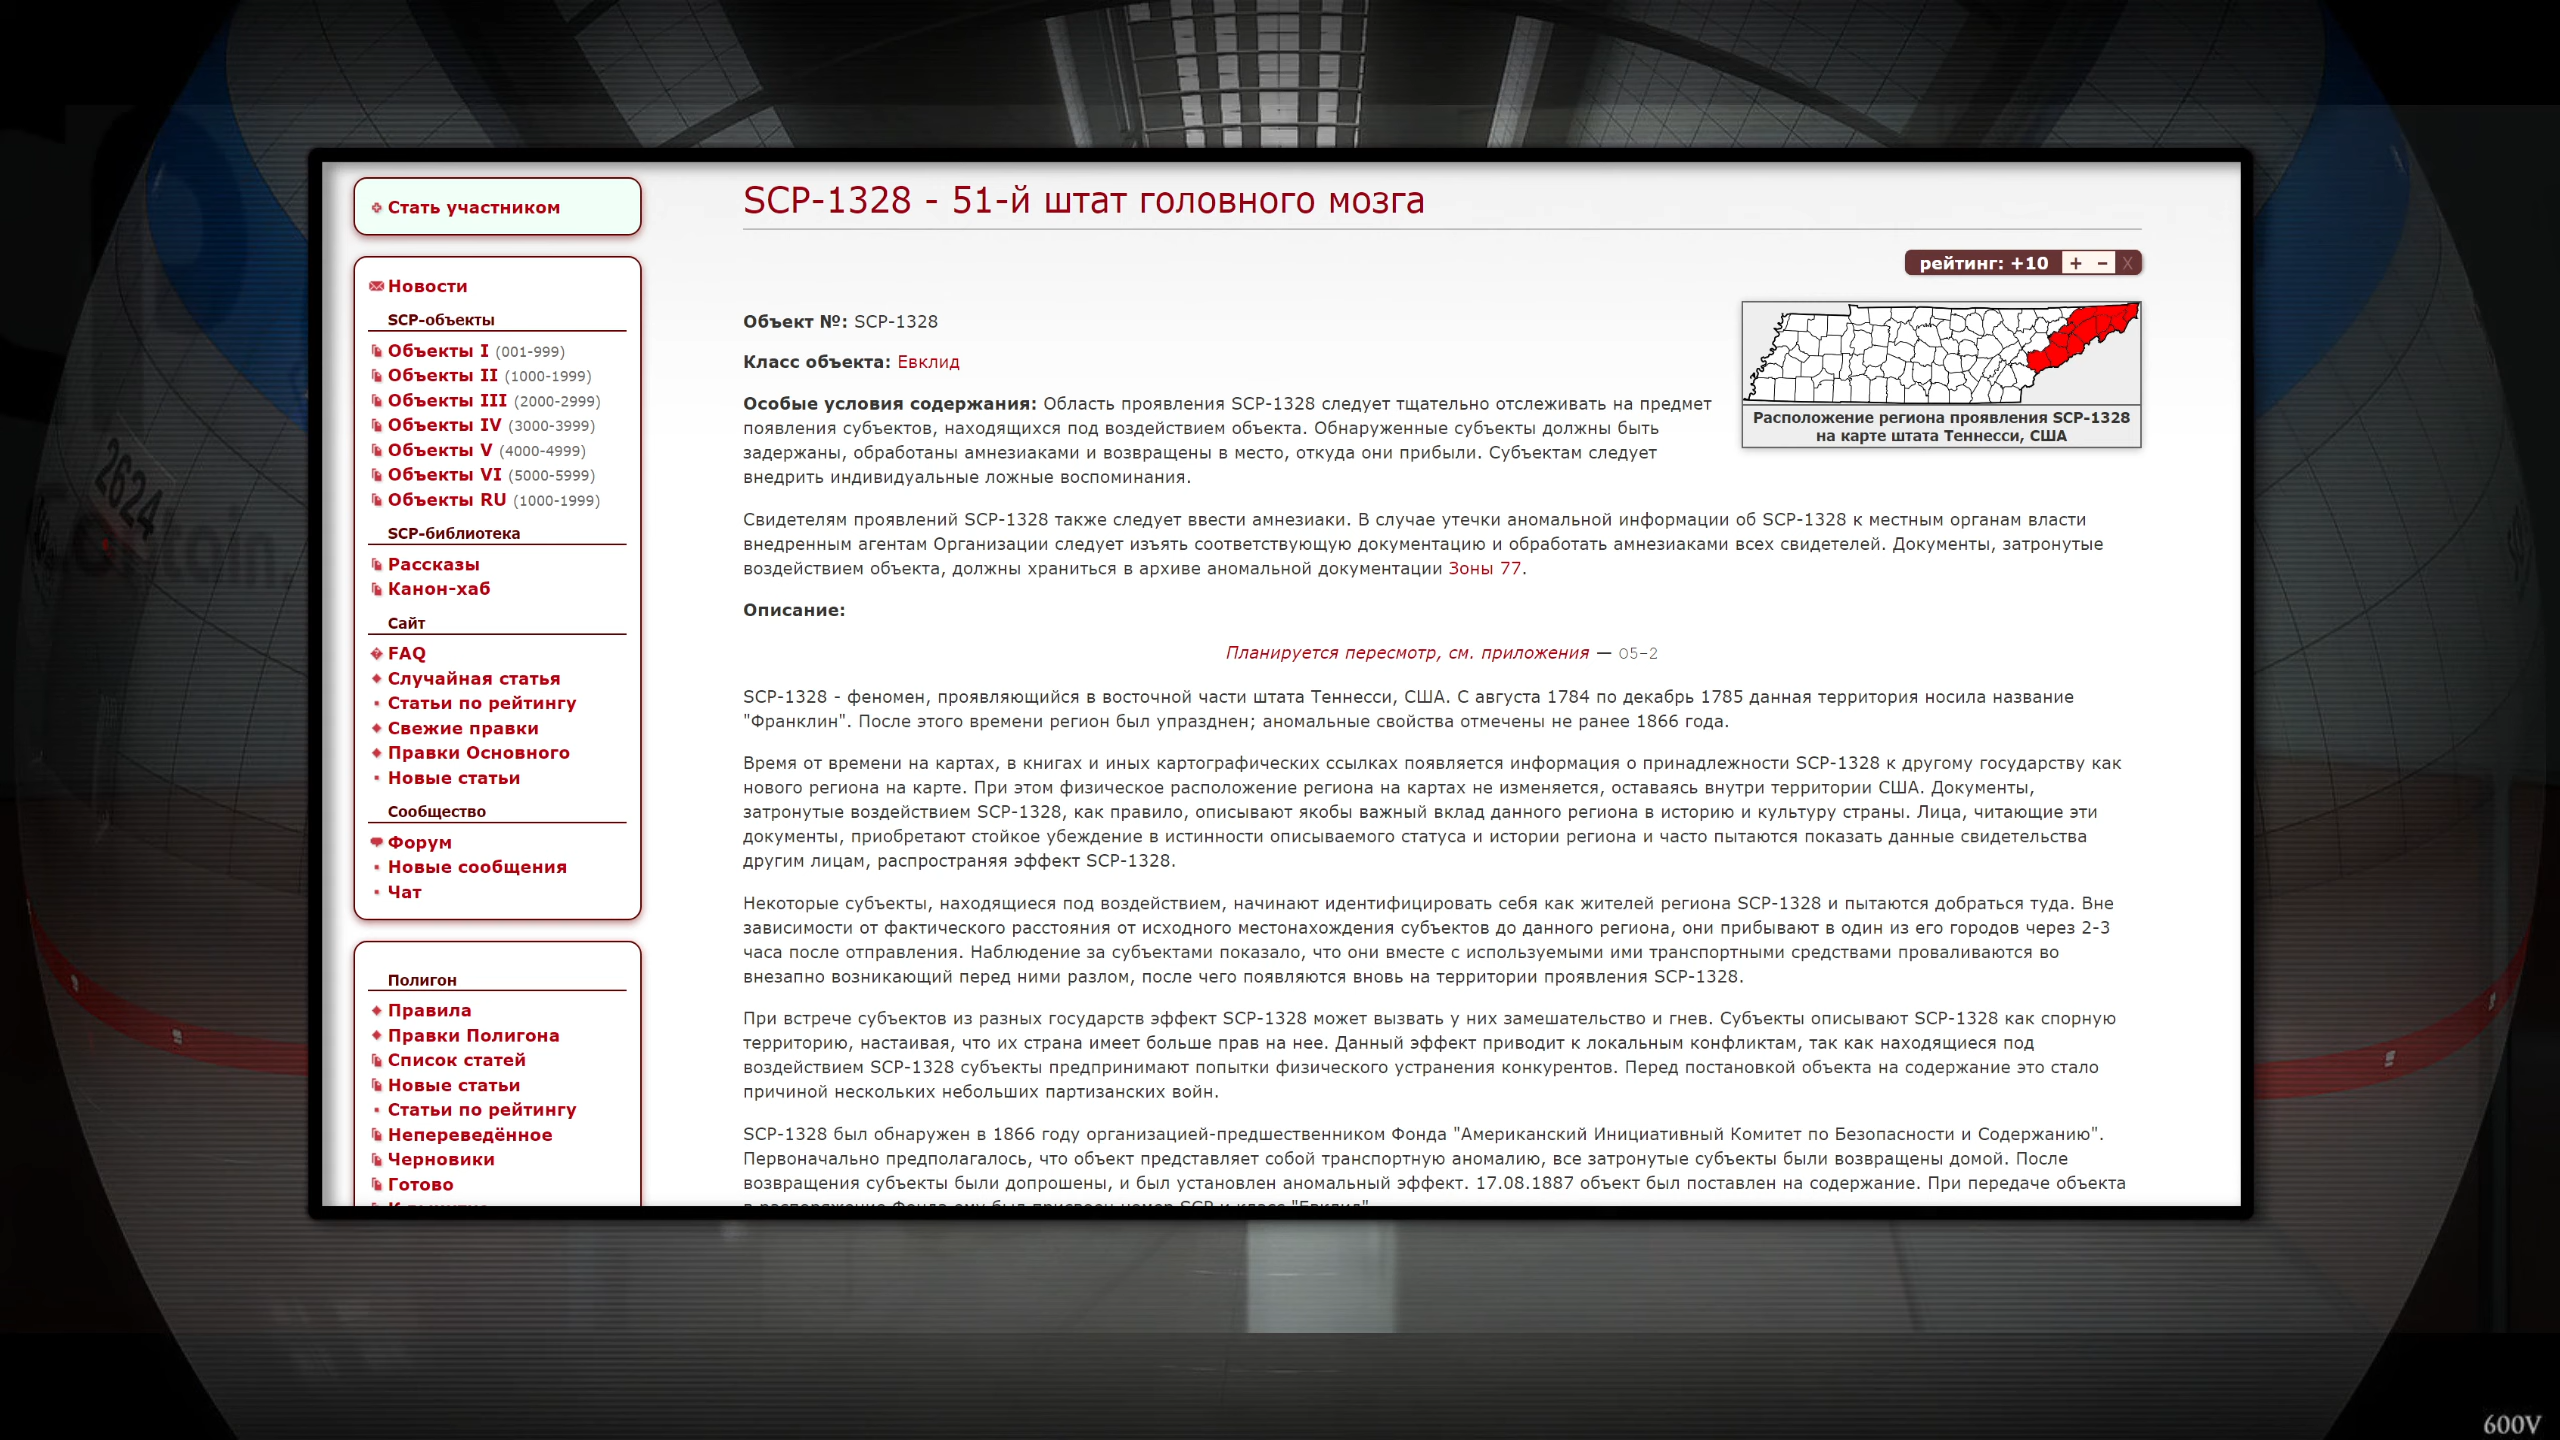 Стать участником
Новости
SCP-объекты
Объекты I (001-999)
Объекты II (1000-1999)
Объекты III (2000-2999)
Объекты IV (3000-3999)
Объекты V (4000-4999)
Объекты VI (5000-5999)
Объекты RU (1000-1999)
SCP-библиотека
Рассказы
Канон-хаб
Сайт
FAQ
Случайная статья
Статьи по рейтингу
Свежие правки
Правки Основного
Новые статьи
Сообщество
Форум
Новые сообщения
Чат
Полигон
Правила
Правки Полигона
Список статей
Новые статьи
Статьи по рейтингу
Непереведённое
Черновики
Готово
SCP-1328 - 51-й штат головного мозга
рейтинг: +10 + − X
Расположение региона проявления SCP-1328
на карте штата Теннесси, США
Объект №: SCP-1328
Класс объекта: Евклид
Особые условия содержания: Область проявления SCP-1328 следует тщательно отслеживать на предмет
появления субъектов, находящихся под воздействием объекта. Обнаруженные субъекты должны быть
задержаны, обработаны амнезиаками и возвращены в место, откуда они прибыли. Субъектам следует
внедрить индивидуальные ложные воспоминания.
Свидетелям проявлений SCP-1328 также следует ввести амнезиаки. В случае утечки аномальной информации об SCP-1328 к местным органам власти
внедренным агентам Организации следует изъять соответствующую документацию и обработать амнезиаками всех свидетелей. Документы, затронутые
воздействием объекта, должны храниться в архиве аномальной документации Зоны 77.
Описание:
Планируется пересмотр, см. приложения — O5-2
SCP-1328 - феномен, проявляющийся в восточной части штата Теннесси, США. С августа 1784 по декабрь 1785 данная территория носила название
"Франклин". После этого времени регион был упразднен; аномальные свойства отмечены не ранее 1866 года.
Время от времени на картах, в книгах и иных картографических ссылках появляется информация о принадлежности SCP-1328 к другому государству как
нового региона на карте. При этом физическое расположение региона на картах не изменяется, оставаясь внутри территории США. Документы,
затронутые воздействием SCP-1328, как правило, описывают якобы важный вклад данного региона в историю и культуру страны. Лица, читающие эти
документы, приобретают стойкое убеждение в истинности описываемого статуса и истории региона и часто пытаются показать данные свидетельства
другим лицам, распространяя эффект SCP-1328.
Некоторые субъекты, находящиеся под воздействием, начинают идентифицировать себя как жителей региона SCP-1328 и пытаются добраться туда. Вне
зависимости от фактического расстояния от исходного местонахождения субъектов до данного региона, они прибывают в один из его городов через 2-3
часа после отправления. Наблюдение за субъектами показало, что они вместе с используемыми ими транспортными средствами проваливаются во
внезапно возникающий перед ними разлом, после чего появляются вновь на территории проявления SCP-1328.
При встрече субъектов из разных государств эффект SCP-1328 может вызвать у них замешательство и гнев. Субъекты описывают SCP-1328 как спорную
территорию, настаивая, что их страна имеет больше прав на нее. Данный эффект приводит к локальным конфликтам, так как находящиеся под
воздействием SCP-1328 субъекты предпринимают попытки физического устранения конкурентов. Перед постановкой объекта на содержание это стало
причиной нескольких небольших партизанских войн.
SCP-1328 был обнаружен в 1866 году организацией-предшественником Фонда "Американский Инициативный Комитет по Безопасности и Содержанию".
Первоначально предполагалось, что объект представляет собой транспортную аномалию, все затронутые субъекты были возвращены домой. После
возвращения субъекты были допрошены, и был установлен аномальный эффект. 17.08.1887 объект был поставлен на содержание. При передаче объекта
в распоряжение Фонда ему был присвоен номер SCP и класс "Евклид".
2624
600V